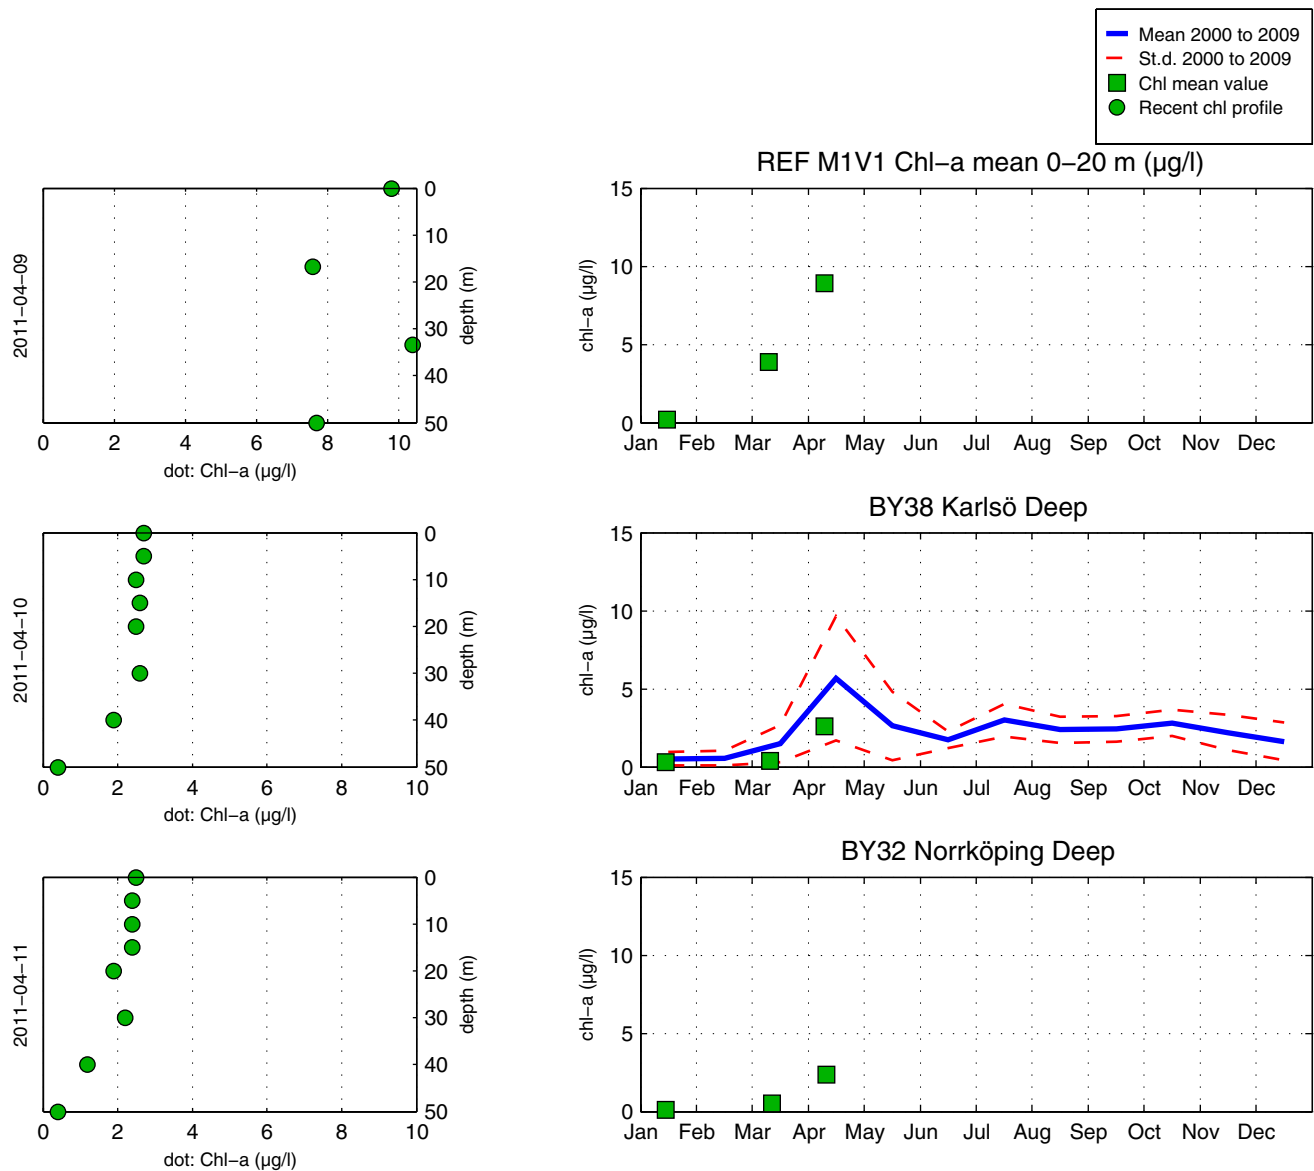 Mean 2000 to 2009
St.d. 2000 to 2009
Chl mean value
Recent chl profile
REF M1V1 Chl−a mean 0−20 m (µg/l)
2011−04−09
0
10
20
30
40
50
depth (m)
0 2 4 6 8 10
dot: Chl−a (µg/l)
chl−a (µg/l)
15
10
5
0
Jan Feb Mar Apr May Jun Jul Aug Sep Oct Nov Dec
BY38 Karlsö Deep
2011−04−10
0
10
20
30
40
50
depth (m)
0 2 4 6 8 10
dot: Chl−a (µg/l)
chl−a (µg/l)
15
10
5
0
Jan Feb Mar Apr May Jun Jul Aug Sep Oct Nov Dec
BY32 Norrköping Deep
2011−04−11
0
10
20
30
40
50
depth (m)
0 2 4 6 8 10
dot: Chl−a (µg/l)
chl−a (µg/l)
15
10
5
0
Jan Feb Mar Apr May Jun Jul Aug Sep Oct Nov Dec